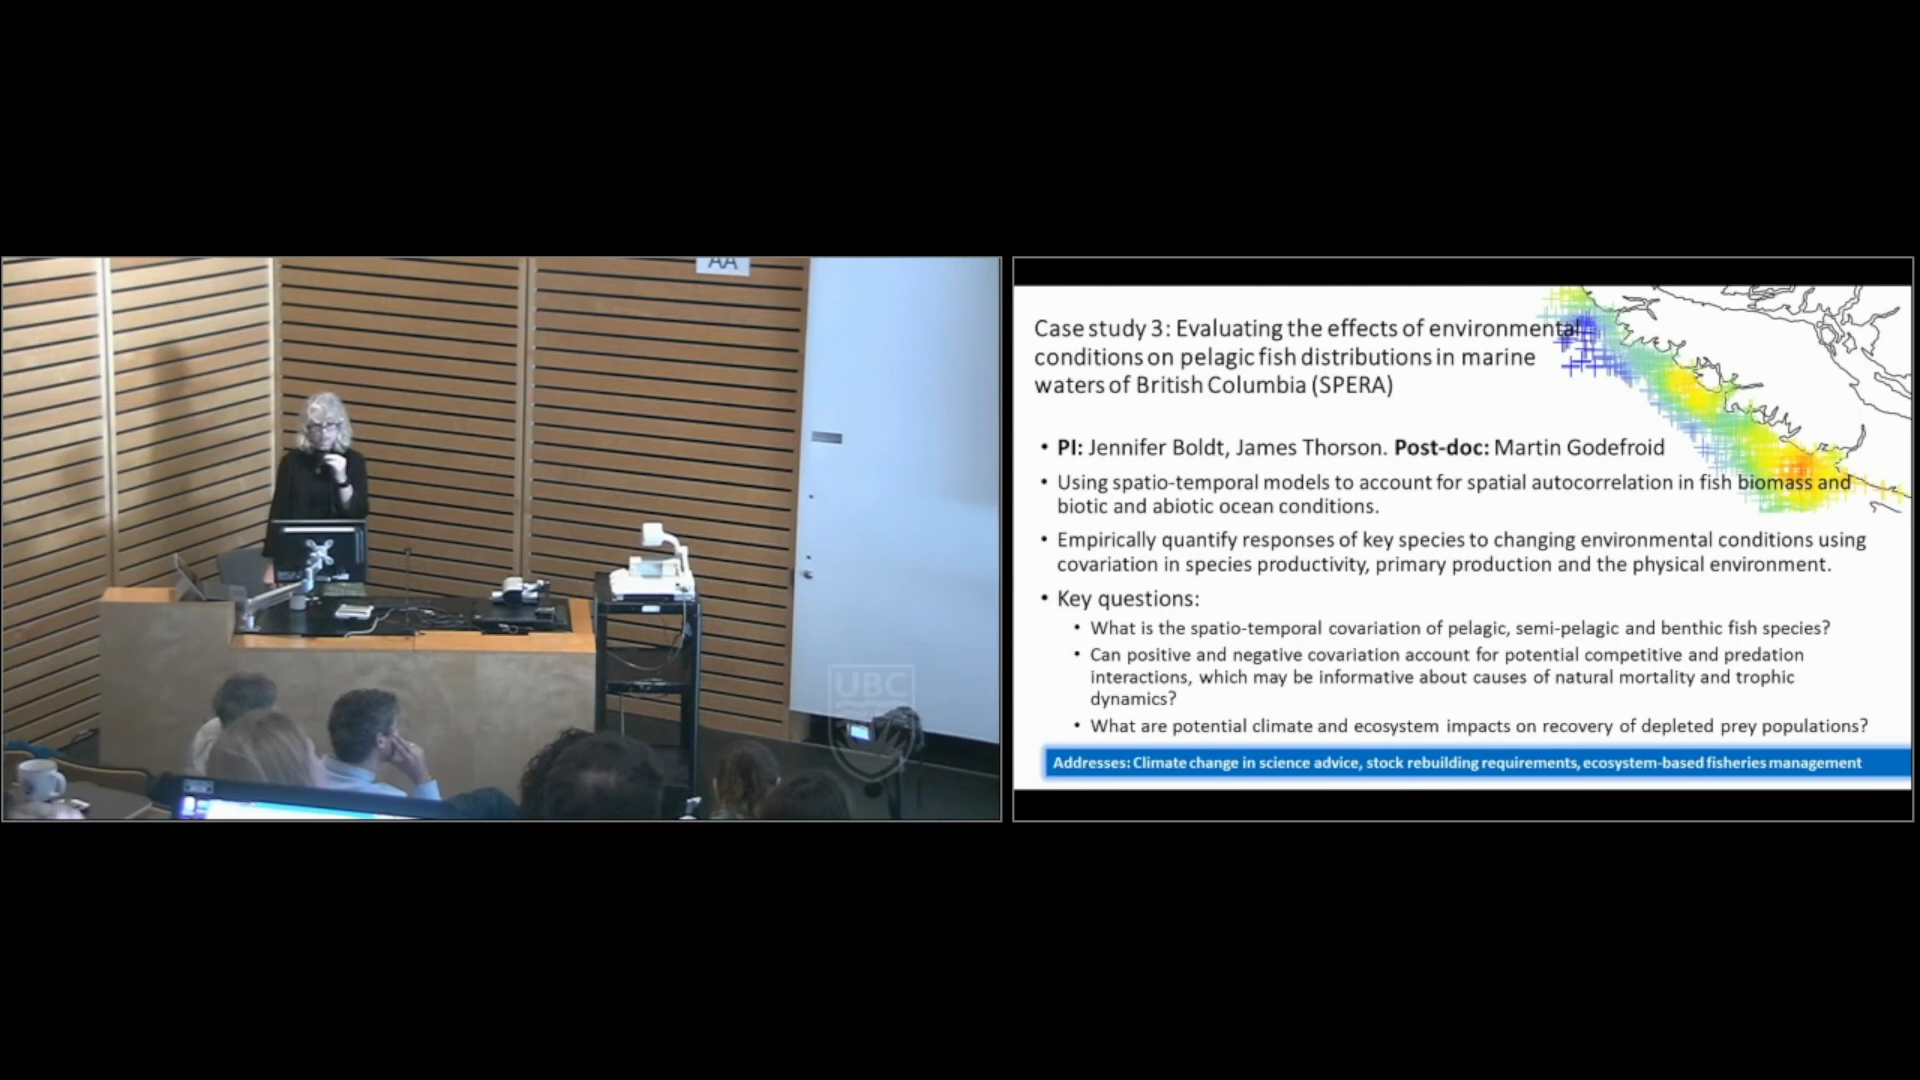 AA
UBC
Case study 3: Evaluating the effects of environmental
conditions on pelagic fish distributions in marine
waters of British Columbia (SPERA)
• PI: Jennifer Boldt, James Thorson. Post-doc: Martin Godefroid
• Using spatio-temporal models to account for spatial autocorrelation in fish biomass and
biotic and abiotic ocean conditions.
• Empirically quantify responses of key species to changing environmental conditions using
covariation in species productivity, primary production and the physical environment.
• Key questions:
• What is the spatio-temporal covariation of pelagic, semi-pelagic and benthic fish species?
• Can positive and negative covariation account for potential competitive and predation
interactions, which may be informative about causes of natural mortality and trophic
dynamics?
• What are potential climate and ecosystem impacts on recovery of depleted prey populations?
Addresses: Climate change in science advice, stock rebuilding requirements, ecosystem-based fisheries management